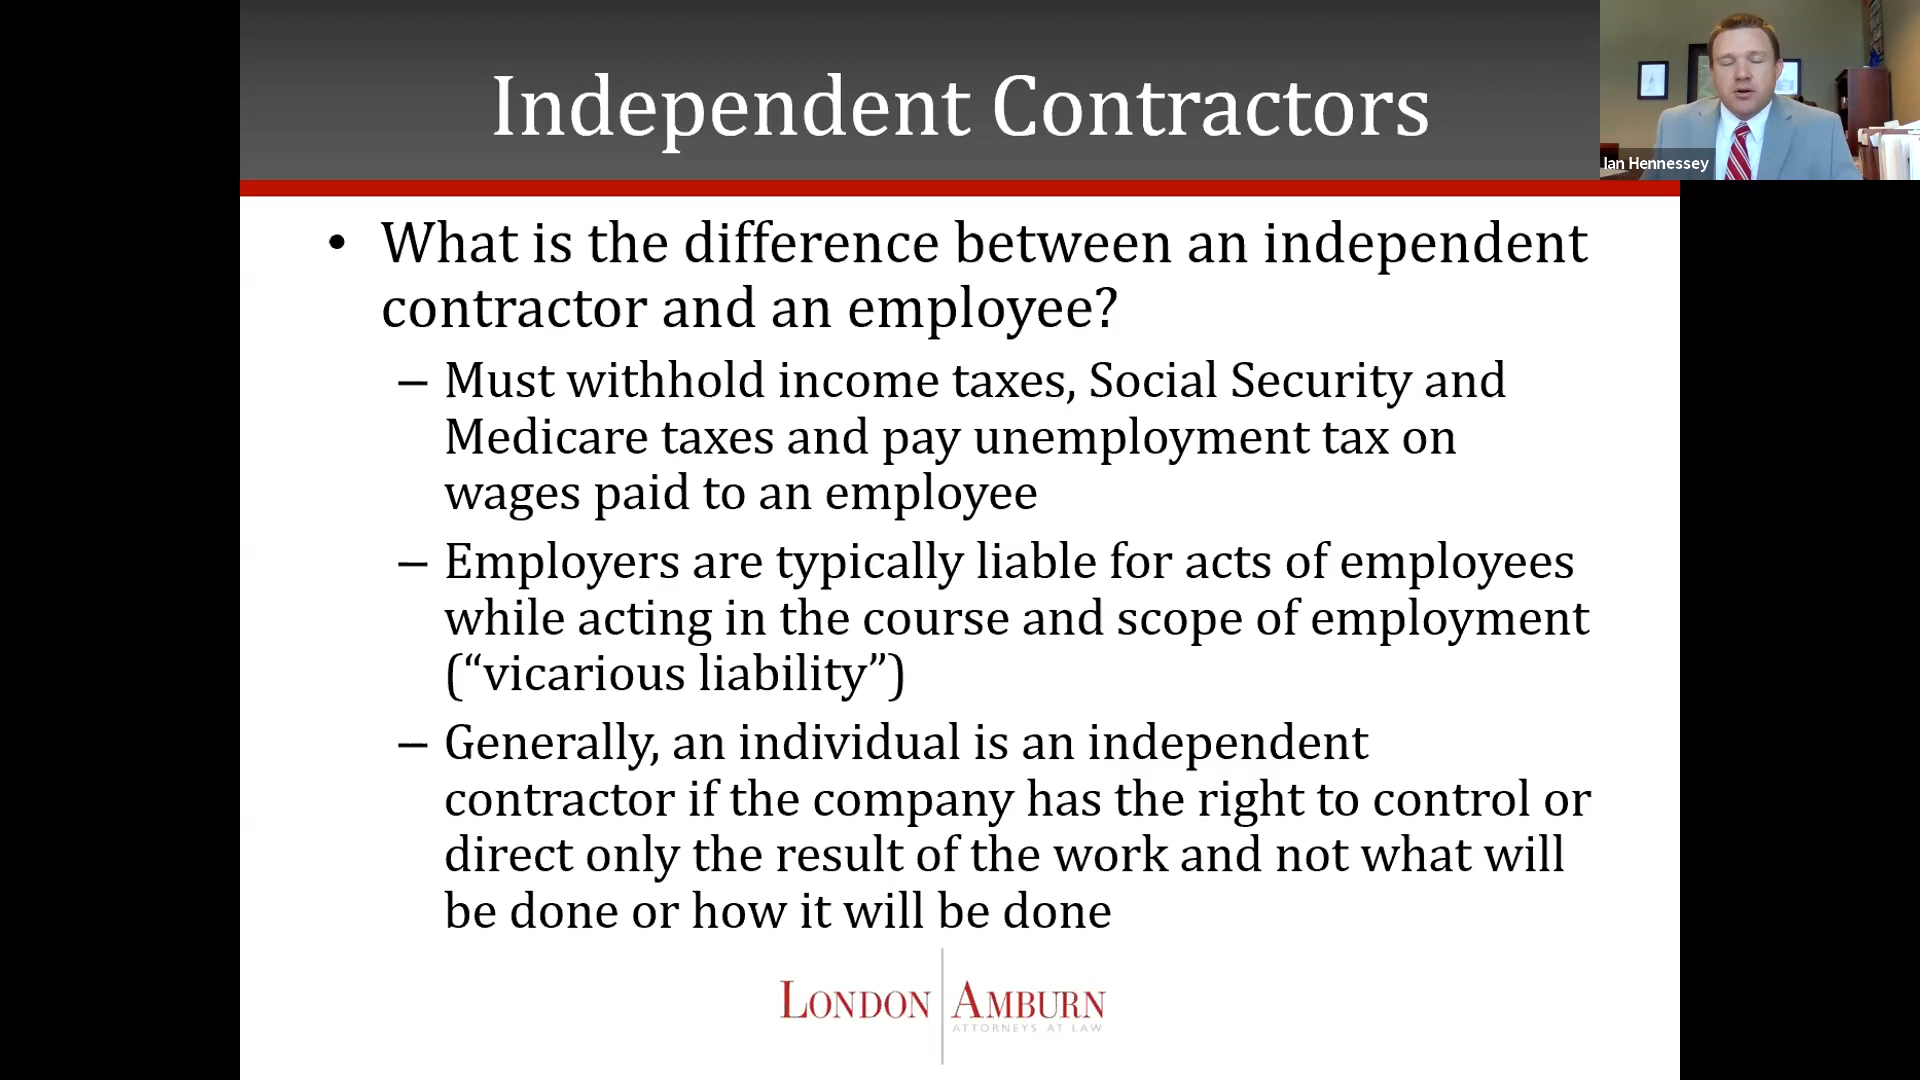 Independent Contractors
Ian Hennessey
• What is the difference between an independent
contractor and an employee?
– Must withhold income taxes, Social Security and
Medicare taxes and pay unemployment tax on
wages paid to an employee
– Employers are typically liable for acts of employees
while acting in the course and scope of employment
(“vicarious liability”)
– Generally, an individual is an independent
contractor if the company has the right to control or
direct only the result of the work and not what will
be done or how it will be done
LONDON AMBURN
ATTORNEYS AT LAW